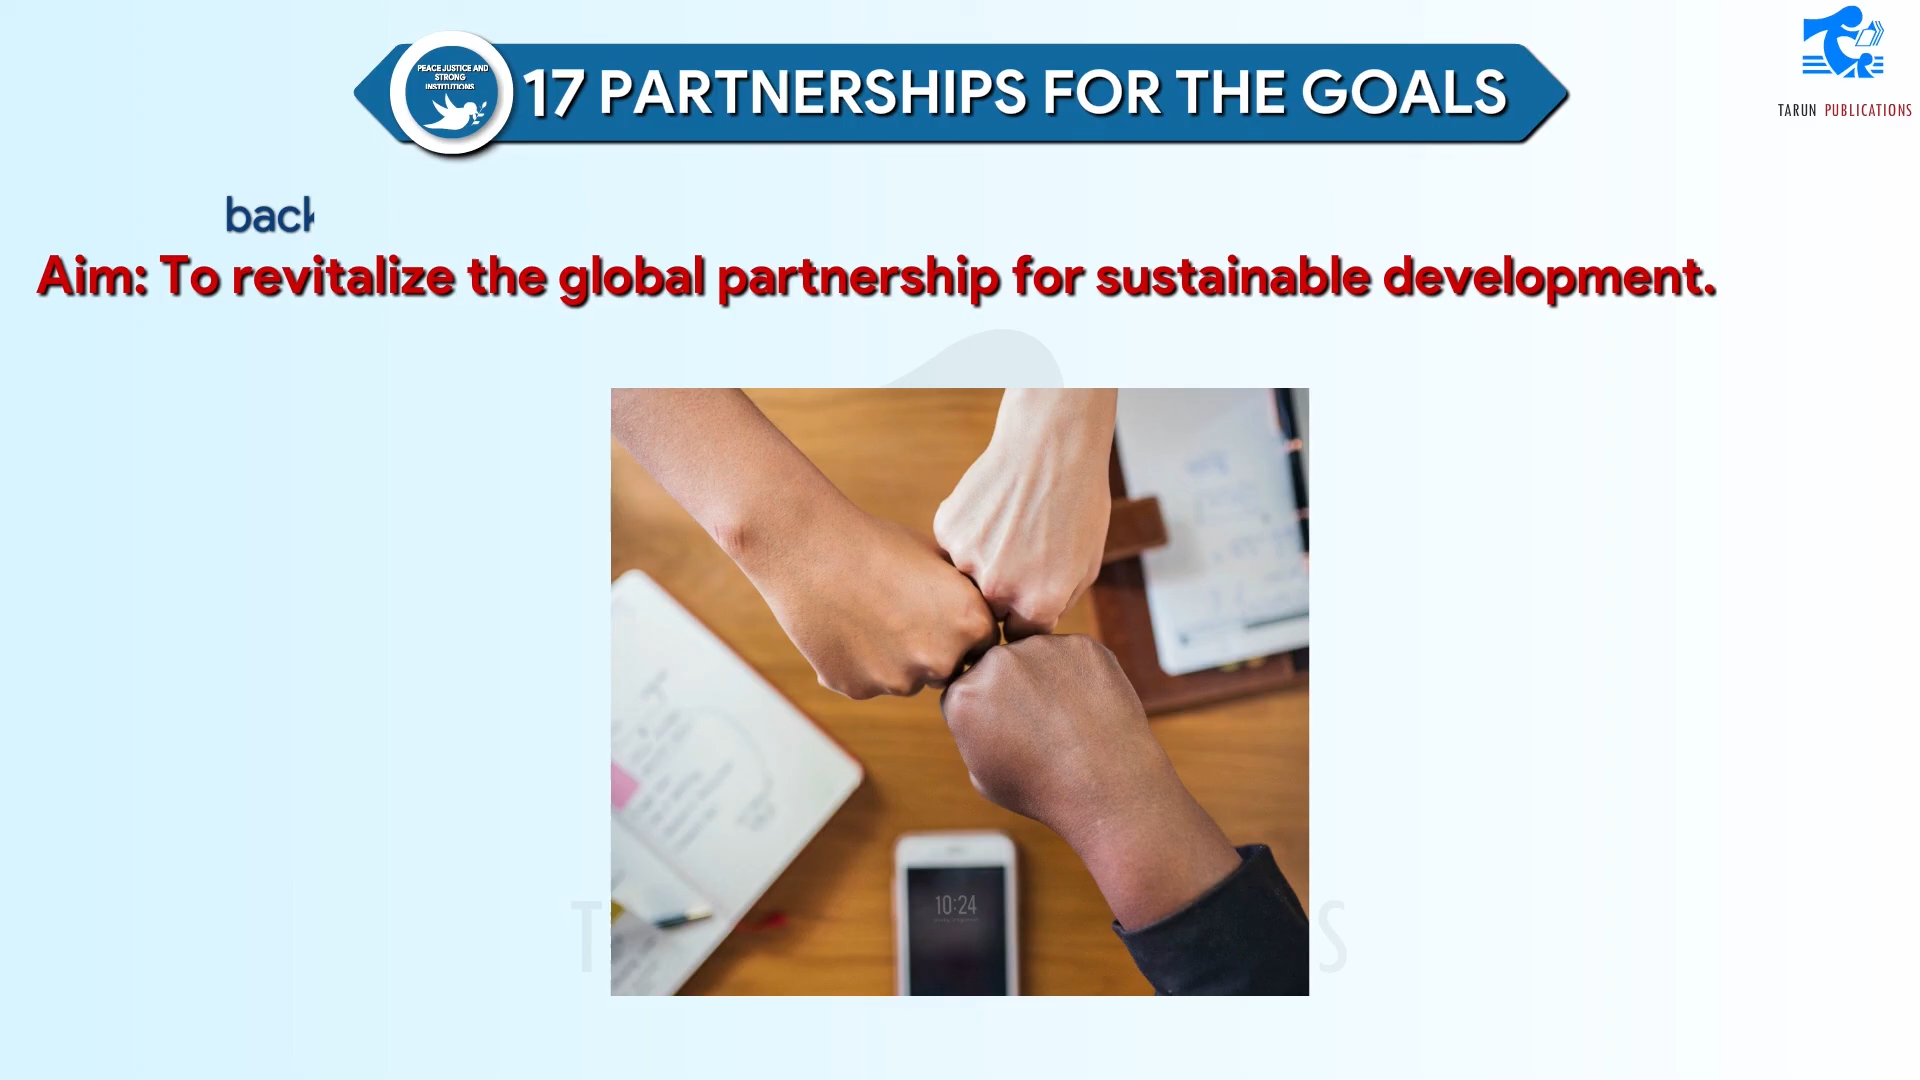 PEACE JUSTICE AND
STRONG
INSTITUTIONS
17 PARTNERSHIPS FOR THE GOALS
TARUN PUBLICATIONS
back
Aim: To revitalize the global partnership for sustainable development.
10:24